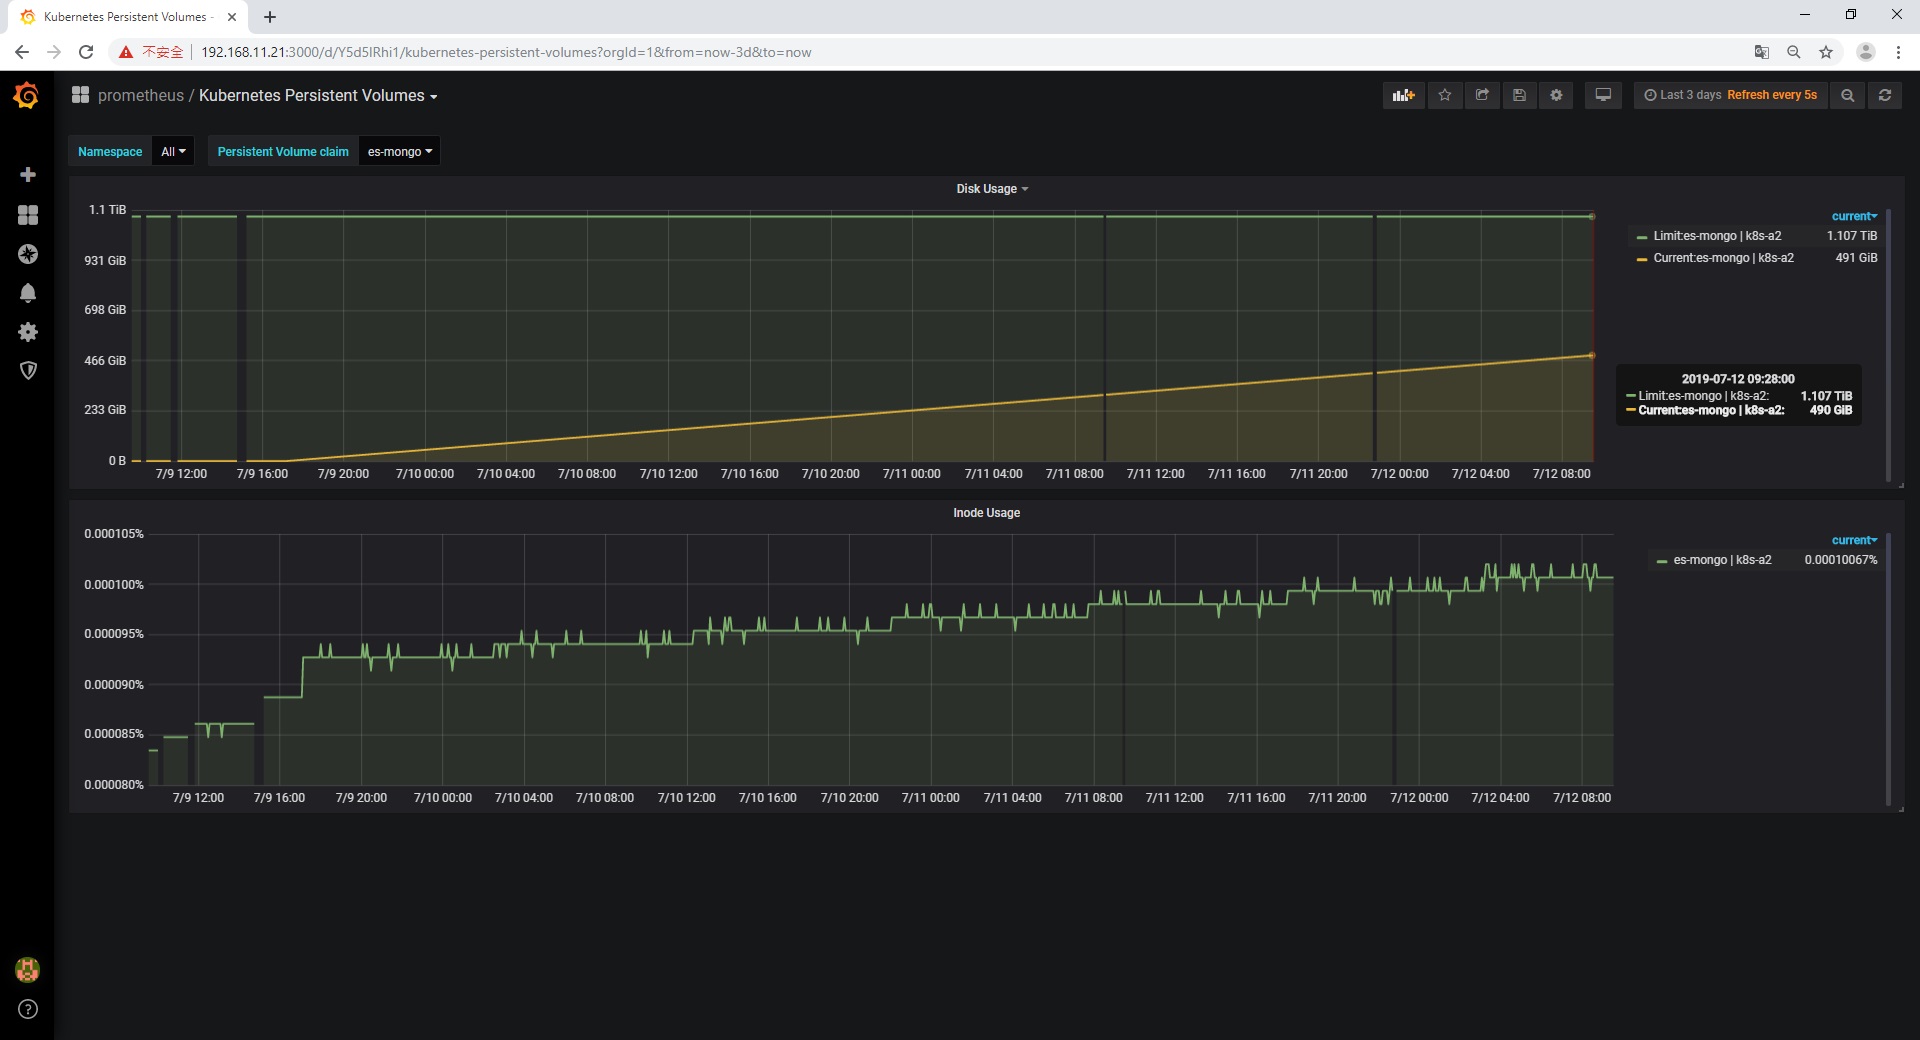 Kubernetes Persistent Volumes -
不安全 192.168.11.21:3000/d/Y5d5lRhi1/kubernetes-persistent-volumes?orgId=1&from=now-3d&to=now
prometheus / Kubernetes Persistent Volumes
Last 3 days Refresh every 5s
Namespace All Persistent Volume claim es-mongo
Disk Usage
1.1 TiB
931 GiB
698 GiB
466 GiB
233 GiB
0 B
7/9 12:00 7/9 16:00 7/9 20:00 7/10 00:00 7/10 04:00 7/10 08:00 7/10 12:00 7/10 16:00 7/10 20:00 7/11 00:00 7/11 04:00 7/11 08:00 7/11 12:00 7/11 16:00 7/11 20:00 7/12 00:00 7/12 04:00 7/12 08:00
current
Limit:es-mongo | k8s-a2 1.107 TiB
Current:es-mongo | k8s-a2 491 GiB
2019-07-12 09:28:00
Limit:es-mongo | k8s-a2: 1.107 TiB
Current:es-mongo | k8s-a2: 490 GiB
Inode Usage
0.000105%
0.000100%
0.000095%
0.000090%
0.000085%
0.000080%
7/9 12:00 7/9 16:00 7/9 20:00 7/10 00:00 7/10 04:00 7/10 08:00 7/10 12:00 7/10 16:00 7/10 20:00 7/11 00:00 7/11 04:00 7/11 08:00 7/11 12:00 7/11 16:00 7/11 20:00 7/12 00:00 7/12 04:00 7/12 08:00
current
es-mongo | k8s-a2 0.00010067%